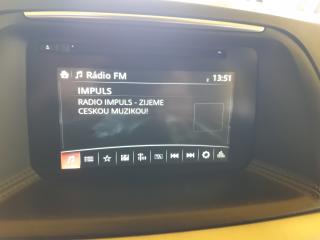 Rádio FM
13:51
IMPULS
RADIO IMPULS - ZIJEME
CESKOU MUZIKOU!